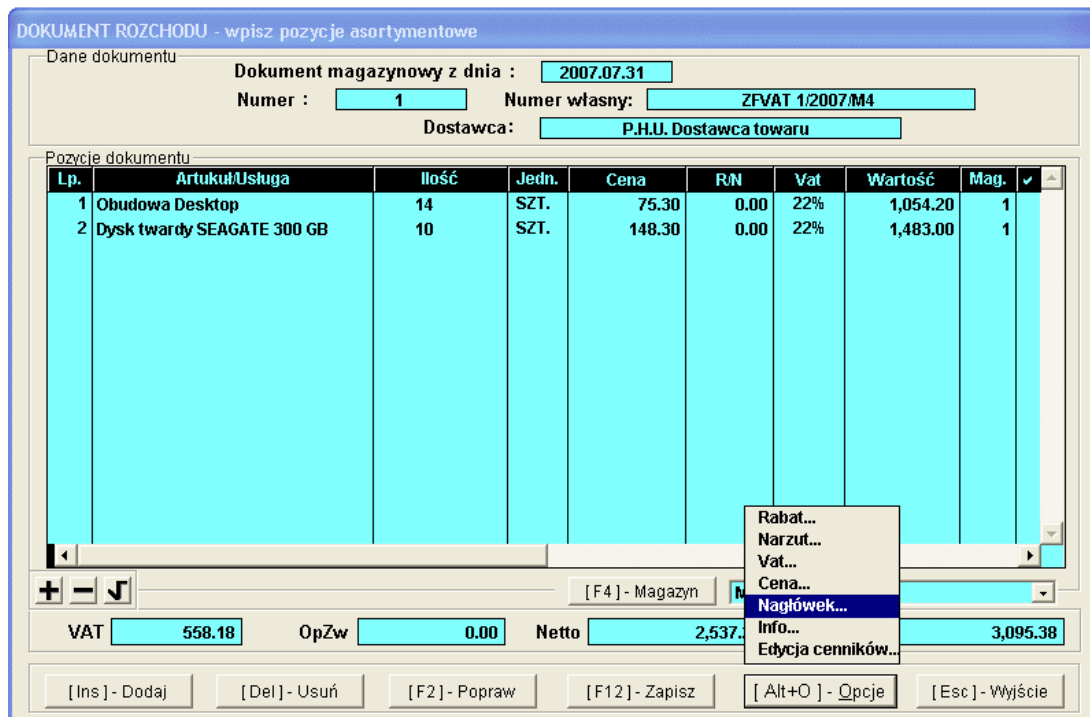 DOKUMENT ROZCHODU - wpisz pozycje asortymentowe
Dane dokumentu
Dokument magazynowy z dnia : 2007.07.31
Numer : 1 Numer własny: ZFVAT 1/2007/M4
Dostawca: P.H.U. Dostawca towaru
Pozycje dokumentu
Lp. Artukuł/Usługa Ilość Jedn. Cena R/N Vat Wartość Mag. ✓
1 Obudowa Desktop 14 SZT. 75.30 0.00 22% 1,054.20 1
2 Dysk twardy SEAGATE 300 GB 10 SZT. 148.30 0.00 22% 1,483.00 1
Rabat...
Narzut...
Vat...
Cena...
Nagłówek...
Info...
Edycja cenników...
[ F4 ] - Magazyn
VAT 558.18 OpZw 0.00 Netto 3,095.38
[ Ins ] - Dodaj [ Del ] - Usuń [ F2 ] - Popraw [ F12 ] - Zapisz [ Alt+O ] - Opcje [ Esc ] - Wyjście